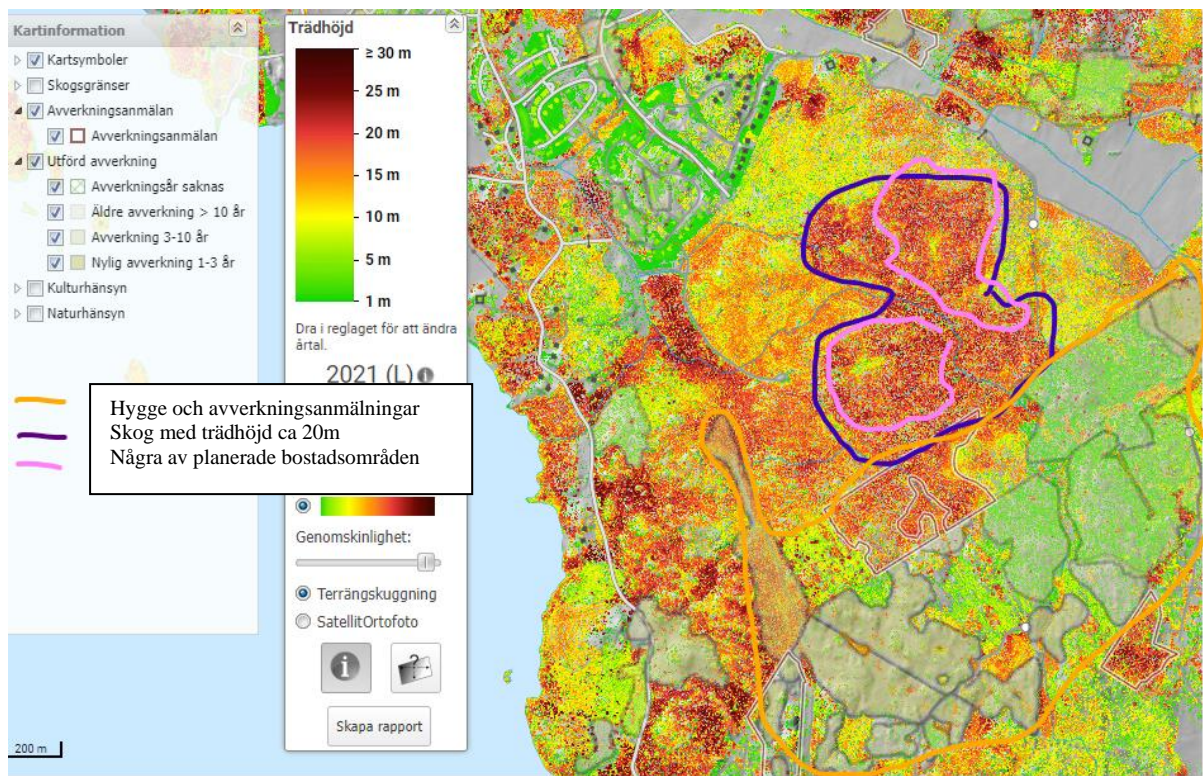 Kartinformation
Kartsymboler
Skogsgränser
Avverkningsanmälan
Avverkningsanmälan
Utförd avverkning
Avverkningsår saknas
Äldre avverkning > 10 år
Avverkning 3-10 år
Nylig avverkning 1-3 år
Kulturhänsyn
Naturhänsyn
Trädhöjd
≥ 30 m
25 m
20 m
15 m
10 m
5 m
1 m
Dra i reglaget för att ändra
årtal.
2021 (L)
Hygge och avverkningsanmälningar
Skog med trädhöjd ca 20m
Några av planerade bostadsområden
Genomskinlighet:
Terrängskuggning
SatellitOrtofoto
Skapa rapport
200 m